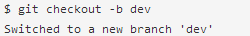 $ git checkout -b dev
Switched to a new branch 'dev'